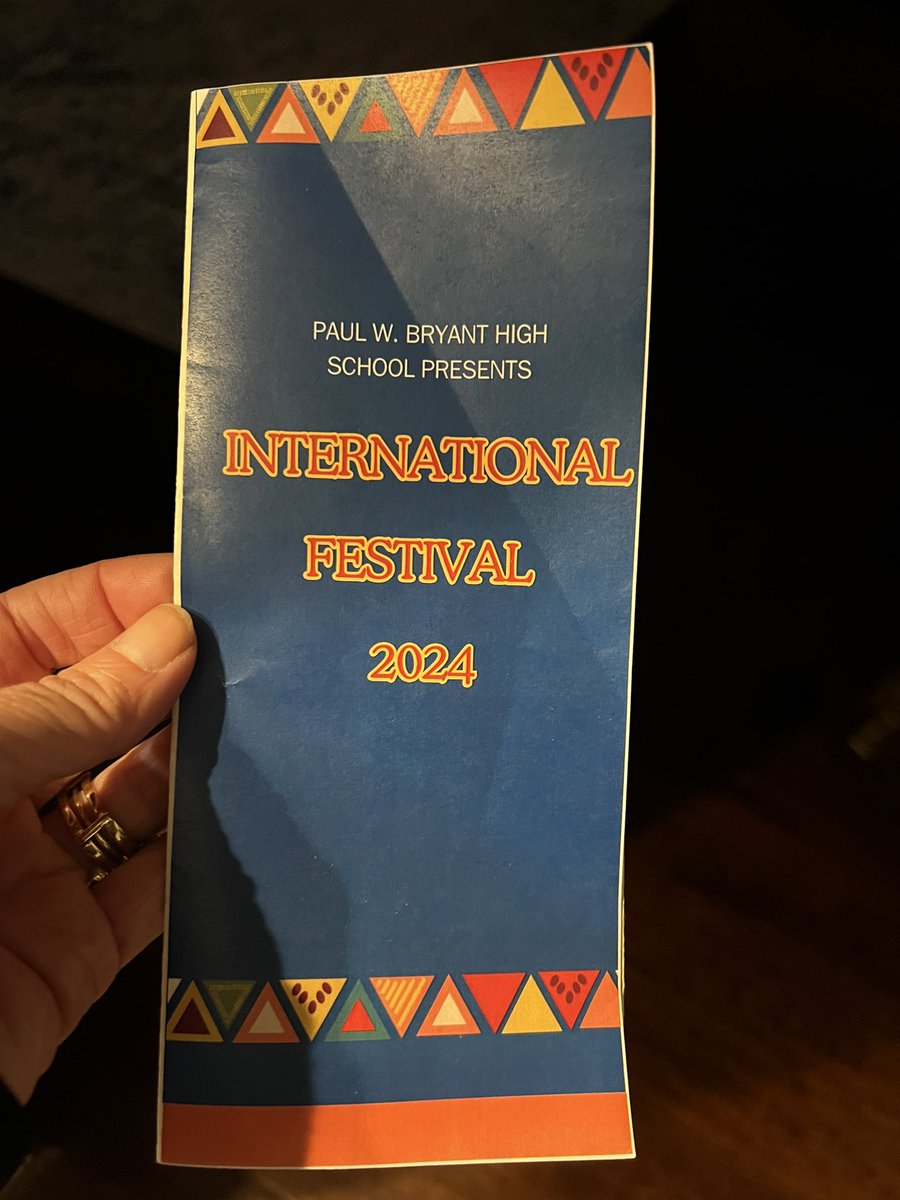 PAUL W. BRYANT HIGH
SCHOOL PRESENTS
INTERNATIONAL
FESTIVAL
2024